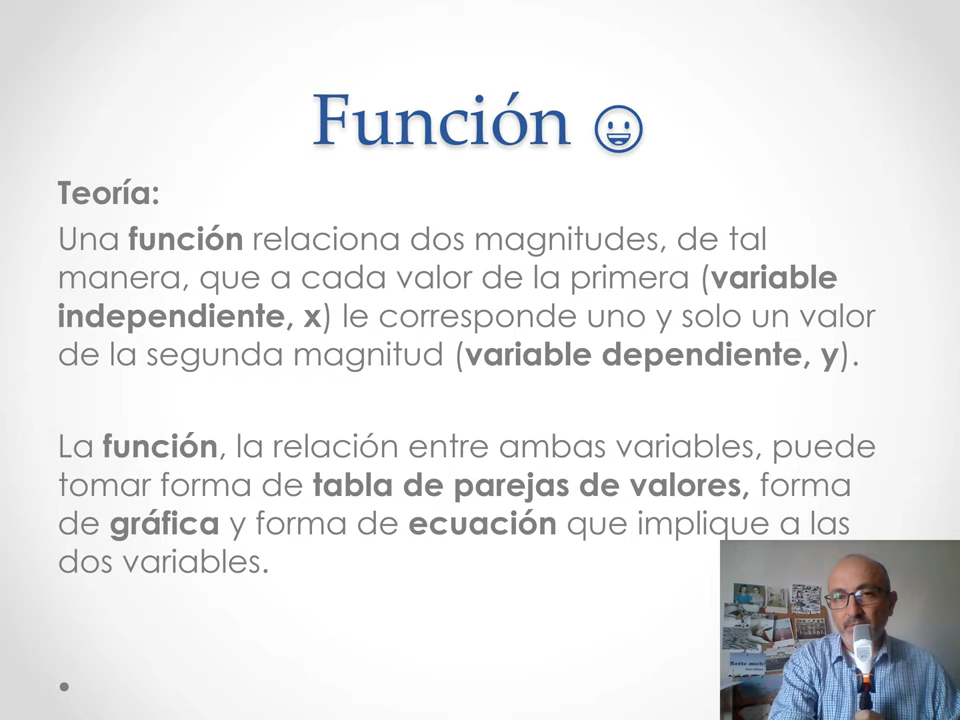 Función 😃
Teoría:
Una función relaciona dos magnitudes, de tal
manera, que a cada valor de la primera (variable
independiente, x) le corresponde uno y solo un valor
de la segunda magnitud (variable dependiente, y).
La función, la relación entre ambas variables, puede
tomar forma de tabla de parejas de valores, forma
de gráfica y forma de ecuación que implique a las
dos variables.
Rette mich!